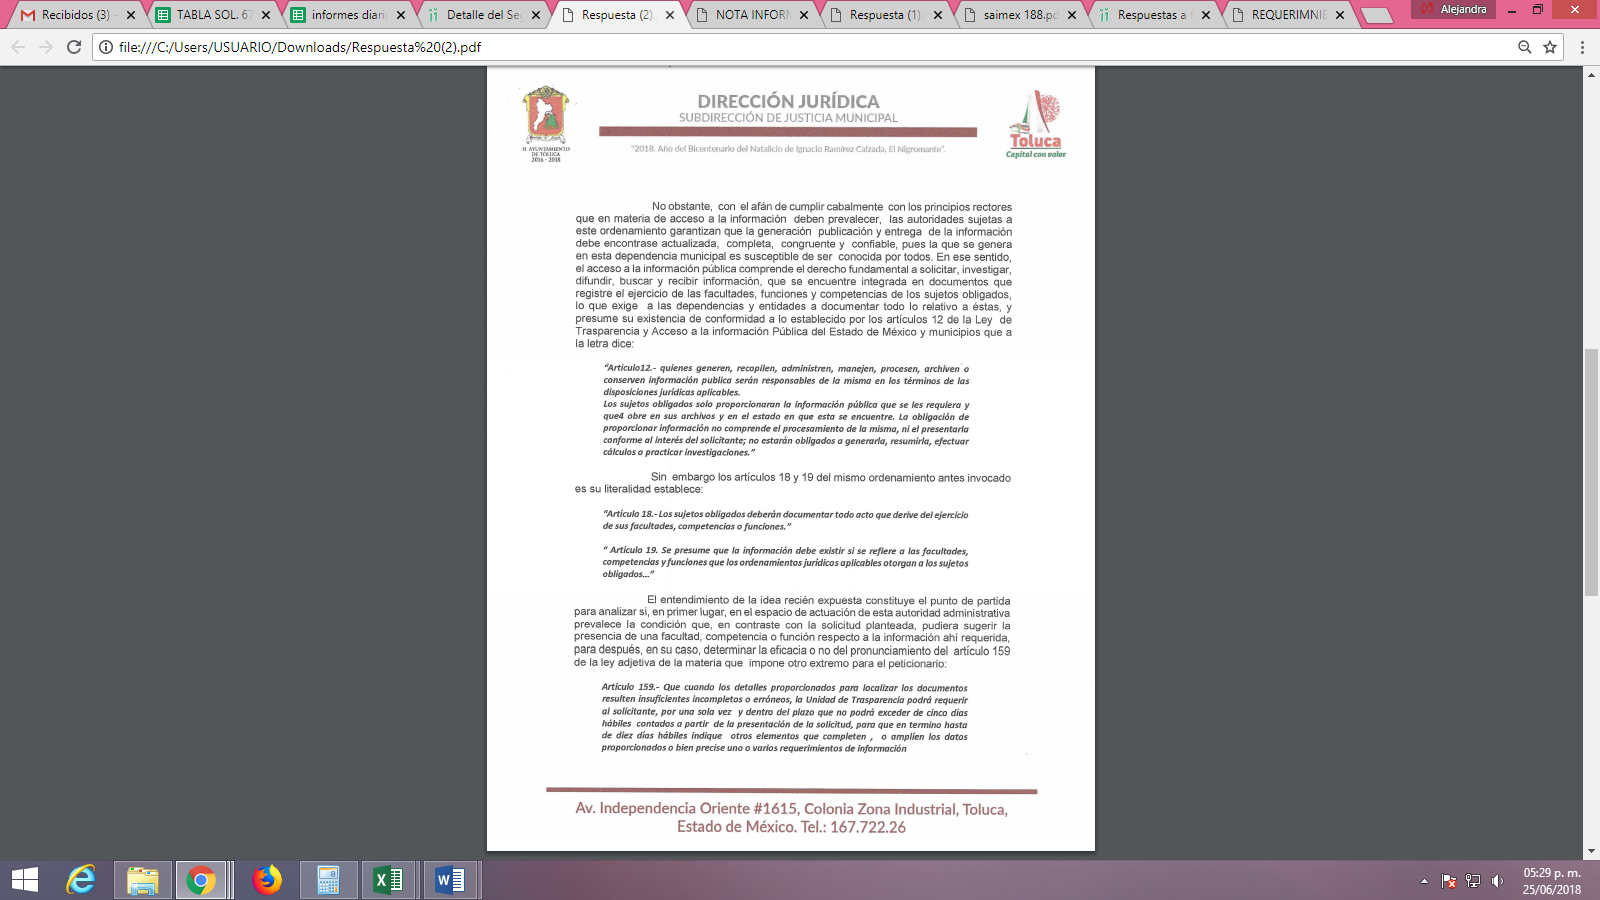 Recibidos (3) -
TABLA SOL. 67
informes diari
Detalle del Se
Respuesta (2).
NOTA INFORM
Respuesta (1).
saimex 188.pd
Respuestas a
REQUERIMNIE
Alejandra
file:///C:/Users/USUARIO/Downloads/Respuesta%20(2).pdf
H. AYUNTAMIENTO
DE TOLUCA
2016 - 2018
DIRECCIÓN JURÍDICA
SUBDIRECCIÓN DE JUSTICIA MUNICIPAL
"2018. Año del Bicentenario del Natalicio de Ignacio Ramírez Calzada, El Nigromante".
Toluca
Capital con valor
No obstante, con el afán de cumplir cabalmente con los principios rectores
que en materia de acceso a la información deben prevalecer, las autoridades sujetas a
este ordenamiento garantizan que la generación publicación y entrega de la información
debe encontrase actualizada, completa, congruente y confiable, pues la que se genera
en esta dependencia municipal es susceptible de ser conocida por todos. En ese sentido,
el acceso a la información pública comprende el derecho fundamental a solicitar, investigar,
difundir, buscar y recibir información, que se encuentre integrada en documentos que
registre el ejercicio de las facultades, funciones y competencias de los sujetos obligados,
lo que exige a las dependencias y entidades a documentar todo lo relativo a éstas, y
presume su existencia de conformidad a lo establecido por los artículos 12 de la Ley de
Trasparencia y Acceso a la información Pública del Estado de México y municipios que a
la letra dice:
"Articulo12.- quienes generen, recopilen, administren, manejen, procesen, archiven o
conserven información publica serán responsables de la misma en los términos de las
disposiciones jurídicas aplicables.
Los sujetos obligados solo proporcionaran la información pública que se les requiera y
que4 obre en sus archivos y en el estado en que esta se encuentre. La obligación de
proporcionar información no comprende el procesamiento de la misma, ni el presentarla
conforme al interés del solicitante; no estarán obligados a generarla, resumirla, efectuar
cálculos o practicar investigaciones."
Sin embargo los artículos 18 y 19 del mismo ordenamiento antes invocado
es su literalidad establece:
"Artículo 18.- Los sujetos obligados deberán documentar todo acto que derive del ejercicio
de sus facultades, competencias o funciones."
" Artículo 19. Se presume que la información debe existir si se refiere a las facultades,
competencias y funciones que los ordenamientos jurídicos aplicables otorgan a los sujetos
obligados..."
El entendimiento de la idea recién expuesta constituye el punto de partida
para analizar si, en primer lugar, en el espacio de actuación de esta autoridad administrativa
prevalece la condición que, en contraste con la solicitud planteada, pudiera sugerir la
presencia de una facultad, competencia o función respecto a la información ahí requerida,
para después, en su caso, determinar la eficacia o no del pronunciamiento del artículo 159
de la ley adjetiva de la materia que impone otro extremo para el peticionario:
Articulo 159.- Que cuando los detalles proporcionados para localizar los documentos
resulten insuficientes incompletos o erróneos, la Unidad de Trasparencia podrá requerir
al solicitante, por una sola vez y dentro del plazo que no podrá exceder de cinco días
hábiles contados a partir de la presentación de la solicitud, para que en termino hasta
de diez días hábiles indique otros elementos que completen , o amplíen los datos
proporcionados o bien precise uno o varios requerimientos de información
Av. Independencia Oriente #1615, Colonia Zona Industrial, Toluca,
Estado de México. Tel.: 167.722.26
05:29 p. m.
25/06/2018